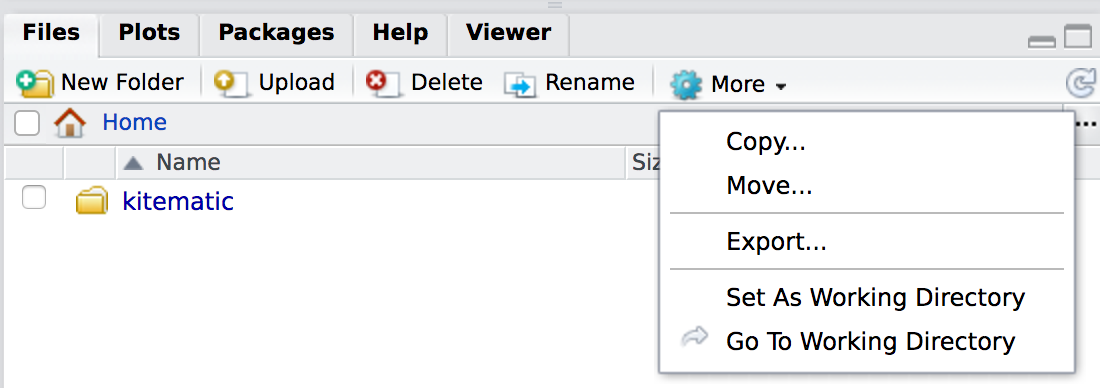 Files Plots Packages Help Viewer
New Folder Upload Delete Rename More
Home ...
Name Siz
kitematic
Copy...
Move...
Export...
Set As Working Directory
Go To Working Directory